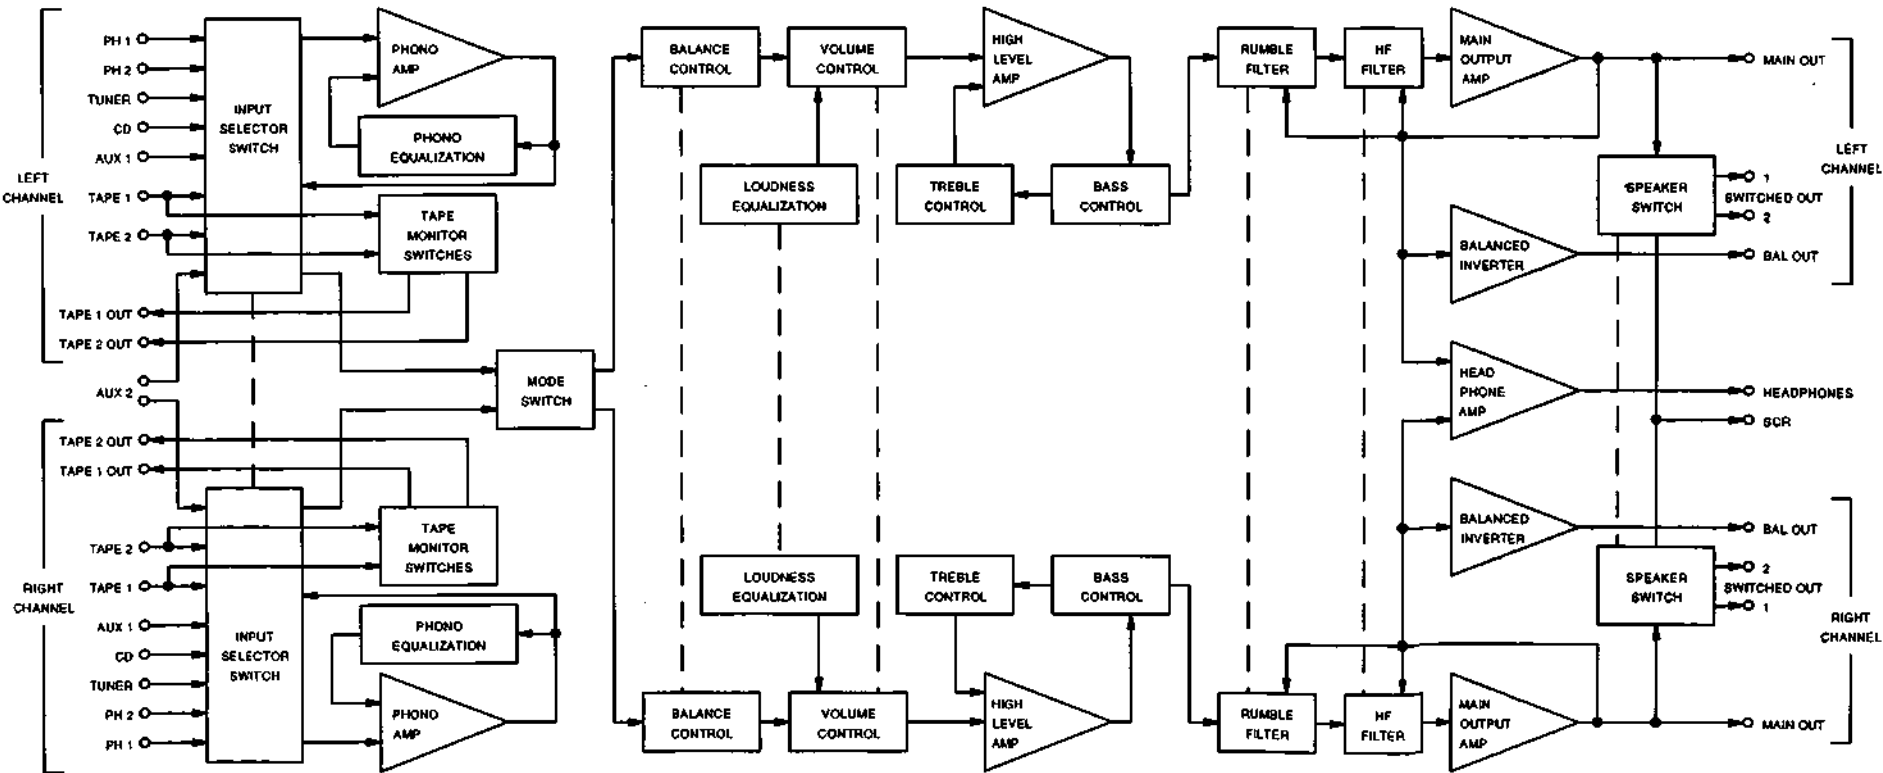 PH 1
PH 2
TUNER
CD
AUX 1
TAPE 1
TAPE 2
LEFT
CHANNEL
TAPE 1 OUT
TAPE 2 OUT
AUX 2
INPUT
SELECTOR
SWITCH
PHONO
AMP
PHONO
EQUALIZATION
TAPE
MONITOR
SWITCHES
MODE
SWITCH
BALANCE
CONTROL
VOLUME
CONTROL
LOUDNESS
EQUALIZATION
HIGH
LEVEL
AMP
TREBLE
CONTROL
BASS
CONTROL
RUMBLE
FILTER
HF
FILTER
MAIN
OUTPUT
AMP
MAIN OUT
SPEAKER
SWITCH
1
SWITCHED OUT
2
LEFT
CHANNEL
BALANCED
INVERTER
BAL OUT
HEAD
PHONE
AMP
HEADPHONES
SCR
TAPE 2 OUT
TAPE 1 OUT
TAPE 2
TAPE 1
RIGHT
CHANNEL
AUX 1
CD
TUNER
PH 2
PH 1
INPUT
SELECTOR
SWITCH
TAPE
MONITOR
SWITCHES
PHONO
EQUALIZATION
PHONO
AMP
LOUDNESS
EQUALIZATION
BALANCE
CONTROL
VOLUME
CONTROL
TREBLE
CONTROL
BASS
CONTROL
HIGH
LEVEL
AMP
RUMBLE
FILTER
HF
FILTER
BALANCED
INVERTER
BAL OUT
SPEAKER
SWITCH
2
SWITCHED OUT
1
RIGHT
CHANNEL
MAIN
OUTPUT
AMP
MAIN OUT